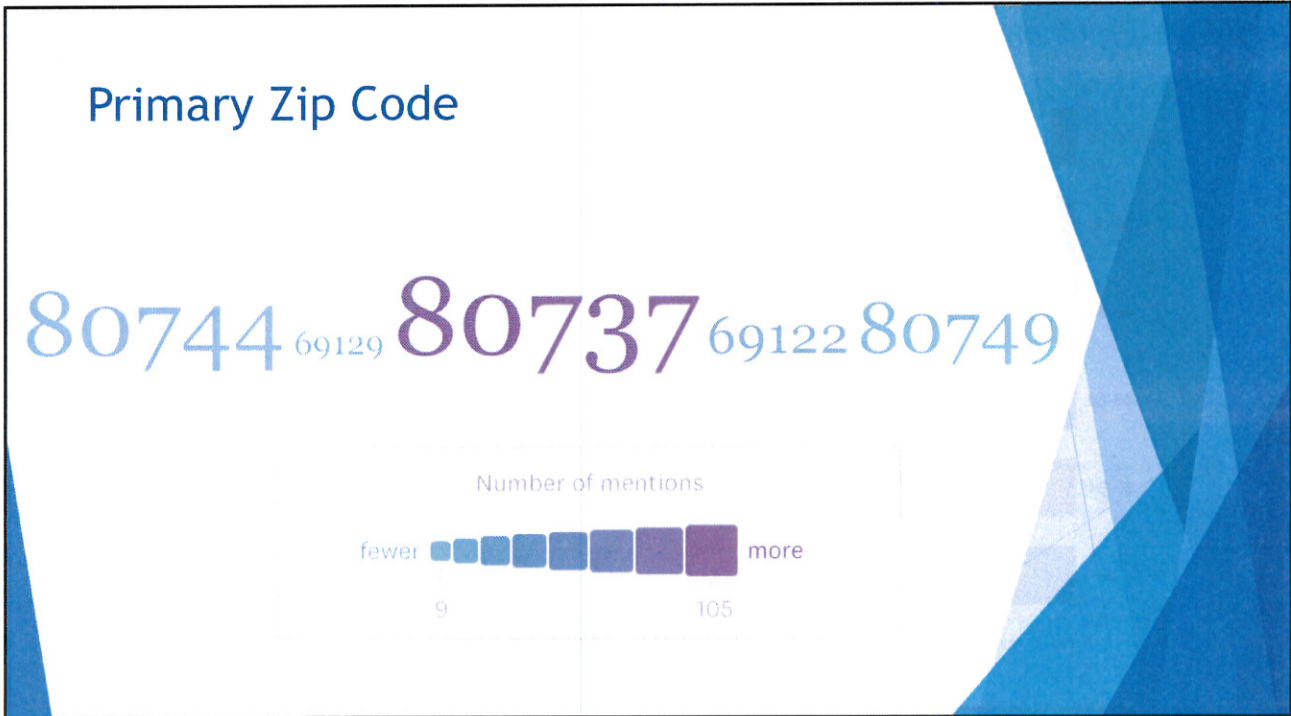 Primary Zip Code
80744 69129 80737 69122 80749
Number of mentions
fewer more
9 105